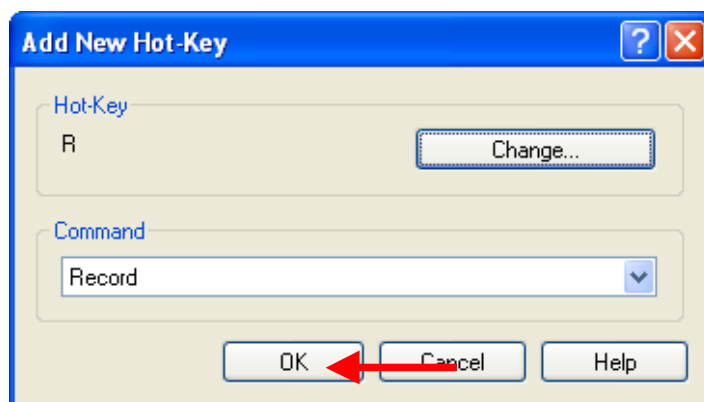 Add New Hot-Key
?
Hot-Key
R
Change...
Command
Record
OK
Cancel
Help